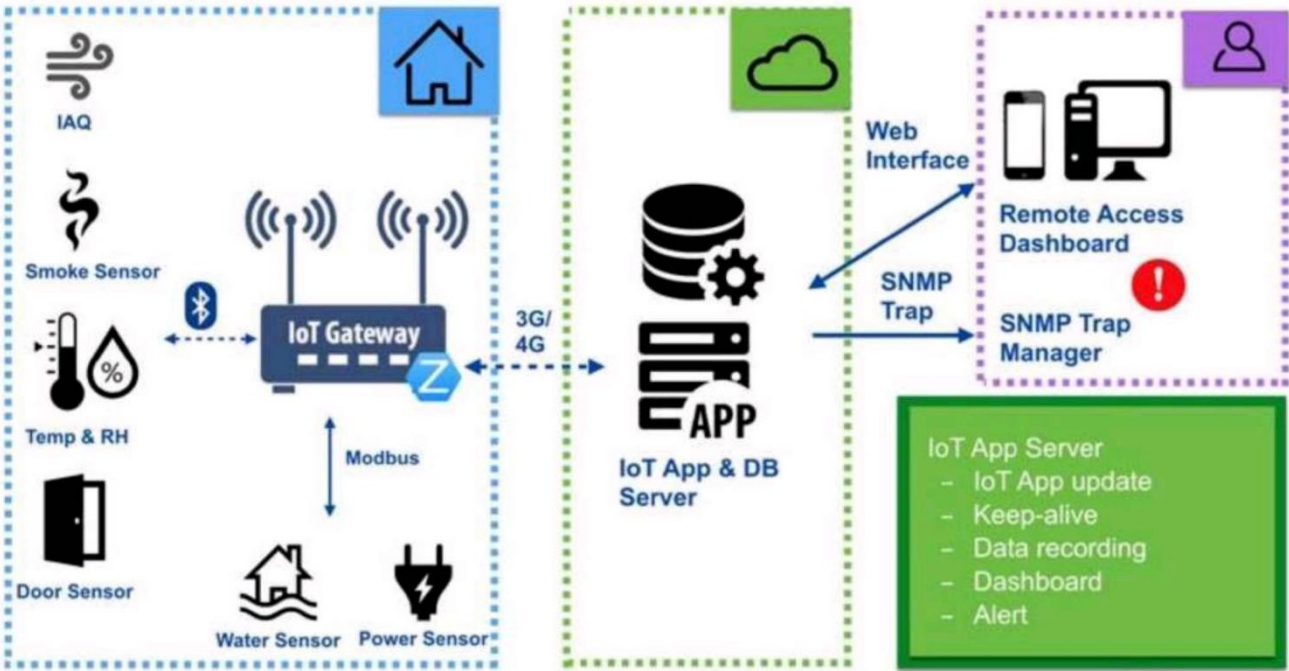 IAQ
Smoke Sensor
%
Temp & RH
Door Sensor
IoT Gateway
Z
Modbus
Water Sensor
Power Sensor
3G/
4G
APP
IoT App & DB
Server
Web
Interface
SNMP
Trap
Remote Access
Dashboard
!
SNMP Trap
Manager
IoT App Server
– IoT App update
– Keep-alive
– Data recording
– Dashboard
– Alert